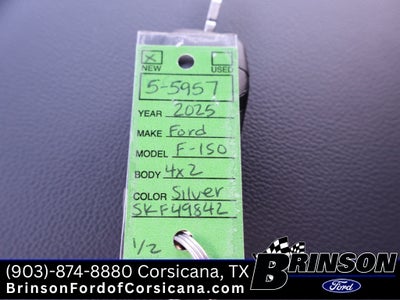 NEW USED
5-5957
YEAR 2025
MAKE Ford
MODEL F-150
BODY 4x2
COLOR Silver
SKF49842
1/2
(903)-874-8880 Corsicana, TX
BrinsonFordofCorsicana.com
BRINSON
Ford